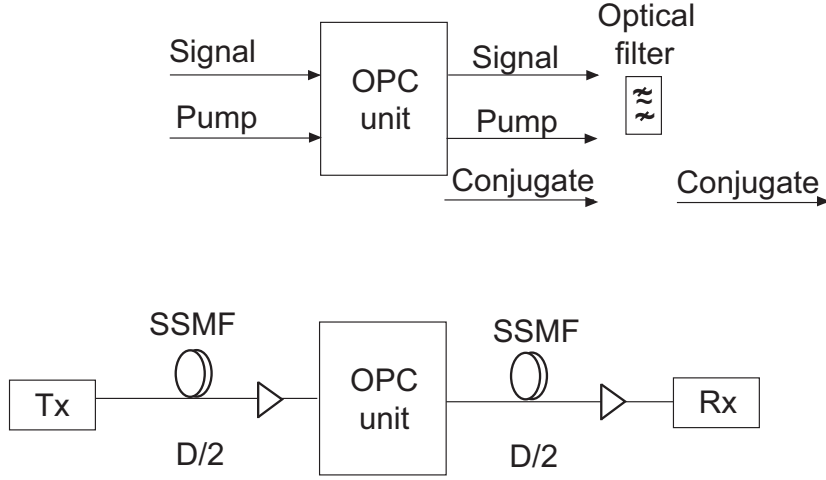 Optical
filter
Signal
OPC
unit
Signal
Pump
Pump
Conjugate
Conjugate
SSMF
SSMF
Tx
OPC
unit
Rx
D/2
D/2